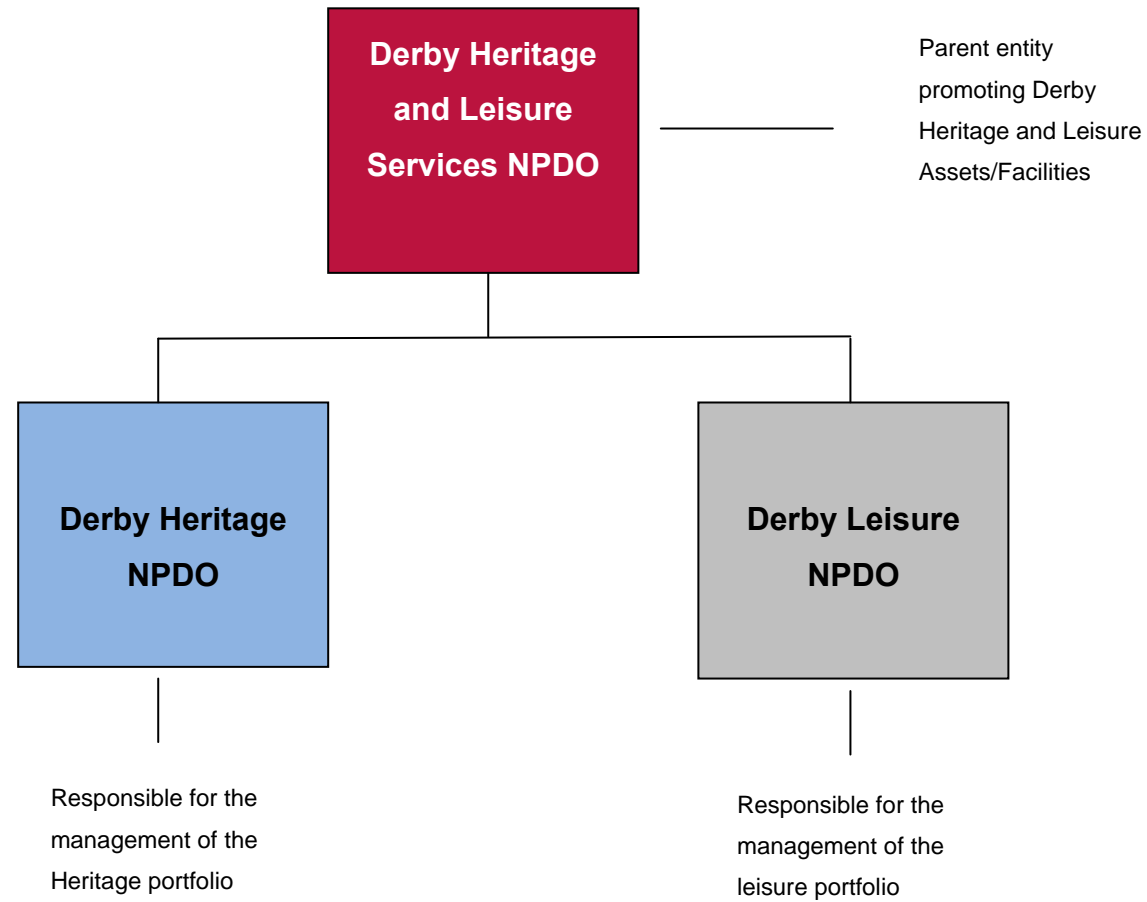 Derby Heritage
and Leisure
Services NPDO
Parent entity
promoting Derby
Heritage and Leisure
Assets/Facilities
Derby Heritage
NPDO
Derby Leisure
NPDO
Responsible for the
management of the
Heritage portfolio
Responsible for the
management of the
leisure portfolio